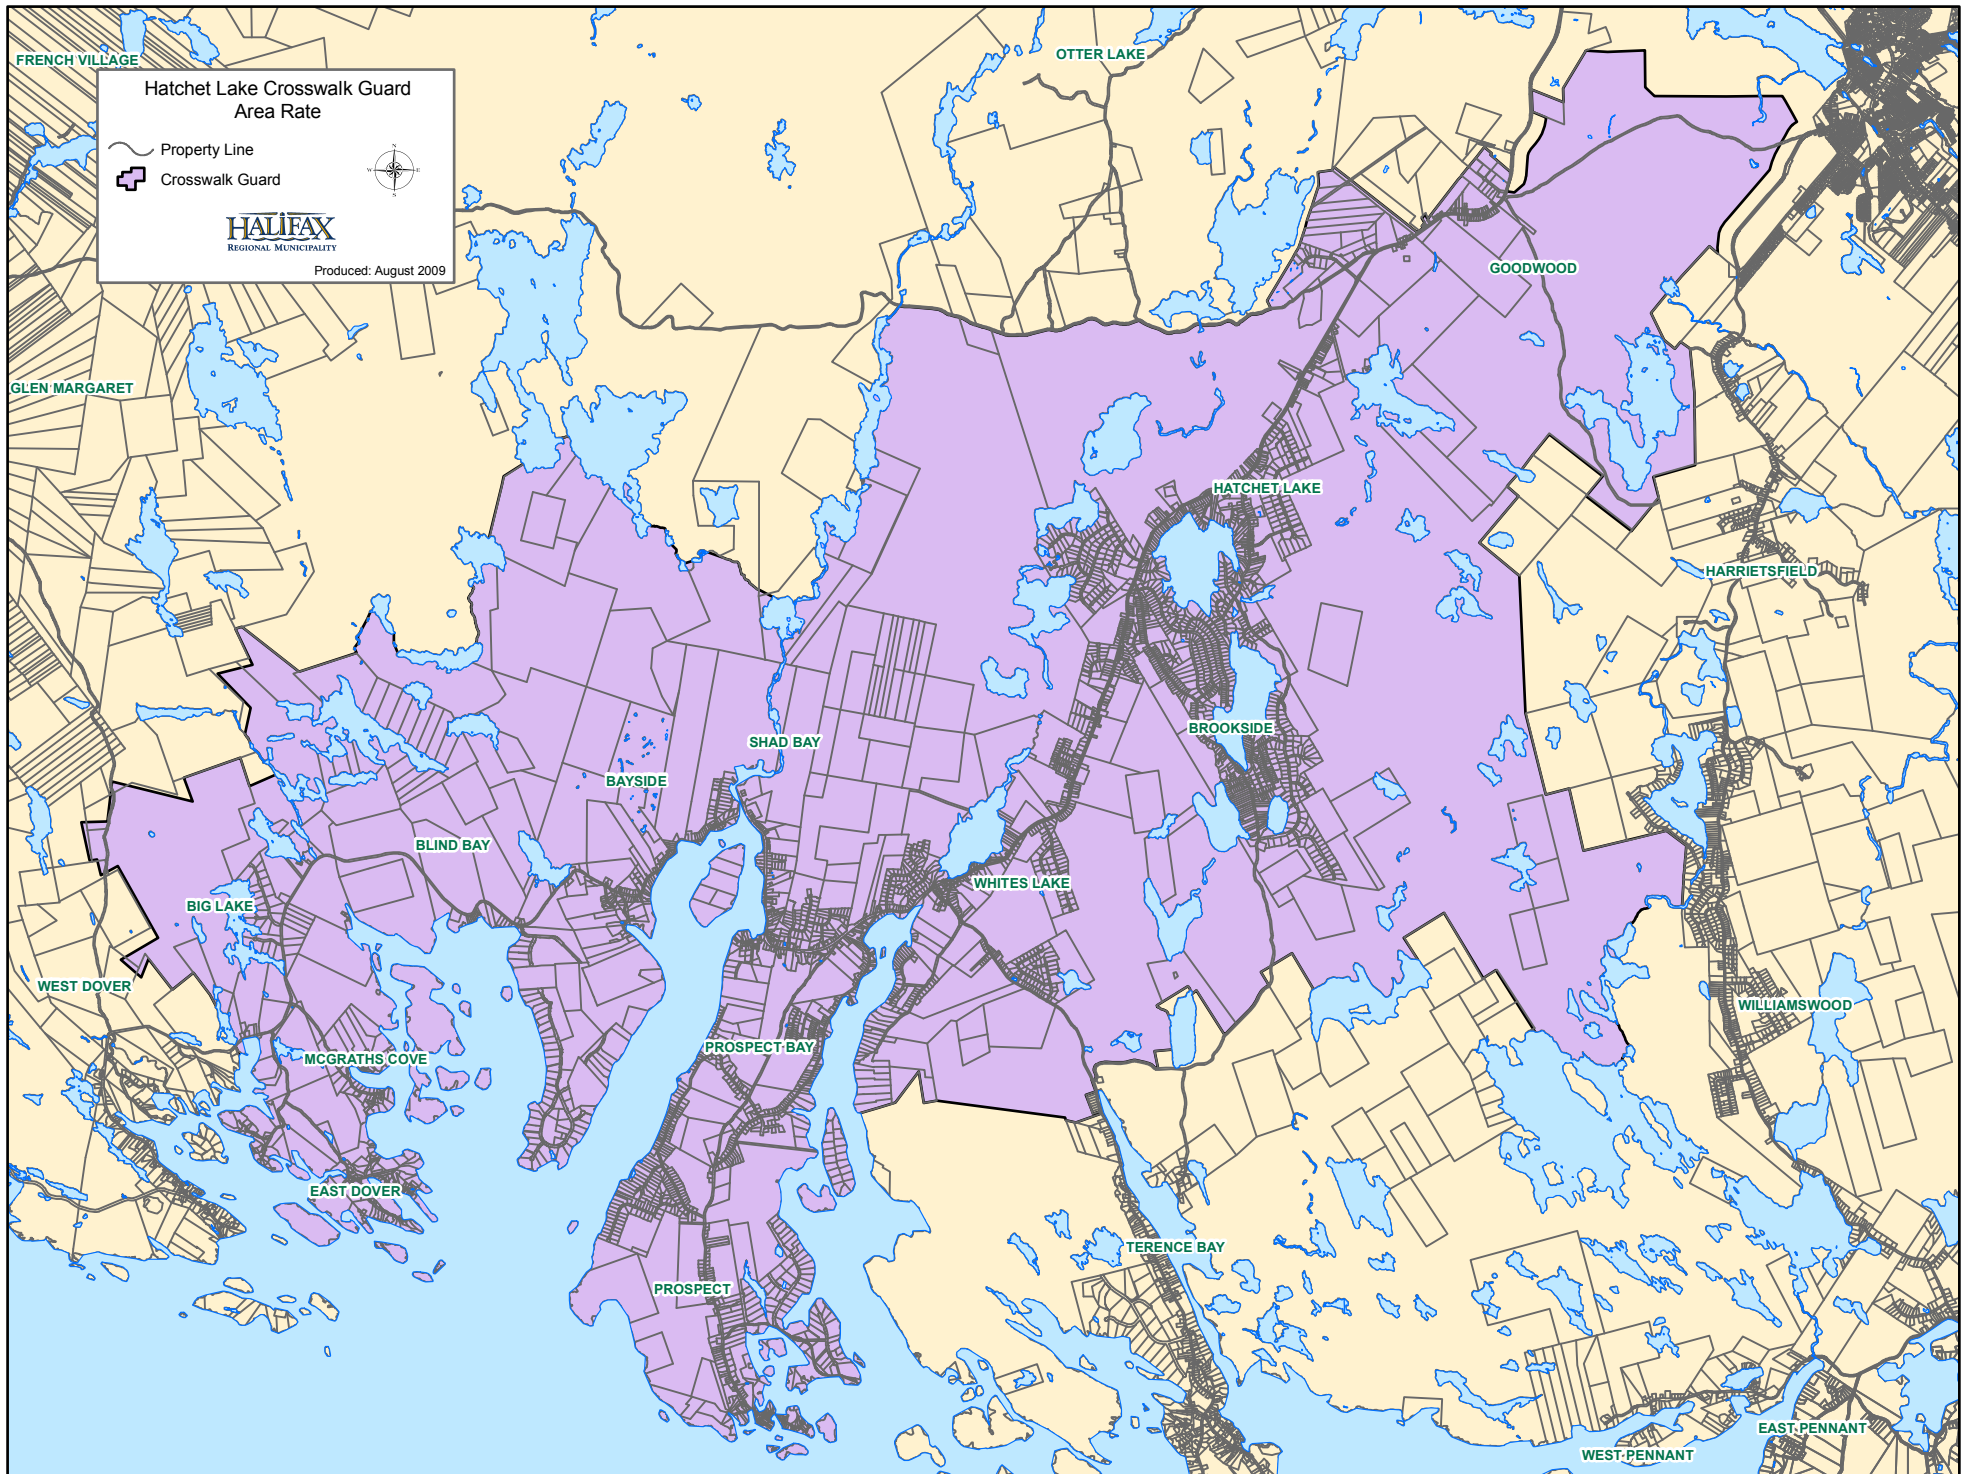 FRENCH VILLAGE
OTTER LAKE
Hatchet Lake Crosswalk Guard
Area Rate
Property Line
Crosswalk Guard
N
W
E
S
HALIFAX
REGIONAL MUNICIPALITY
Produced: August 2009
GOODWOOD
GLEN MARGARET
HATCHET LAKE
HARRIETSFIELD
BROOKSIDE
SHAD BAY
BAYSIDE
BLIND BAY
WHITES LAKE
BIG LAKE
WEST DOVER
WILLIAMSWOOD
PROSPECT BAY
MCGRATHS COVE
EAST DOVER
TERENCE BAY
PROSPECT
EAST PENNANT
WEST PENNANT